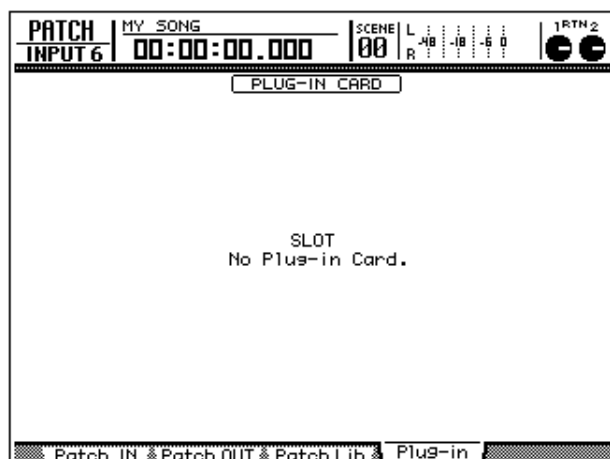 PATCH MY SONG SCENE L 1 RTN 2
INPUT 6 00:00:00.000 00 R -48 -18 -6 0
PLUG-IN CARD
SLOT
No Plug-in Card.
Patch IN Patch OUT Patch Lib Plug-in